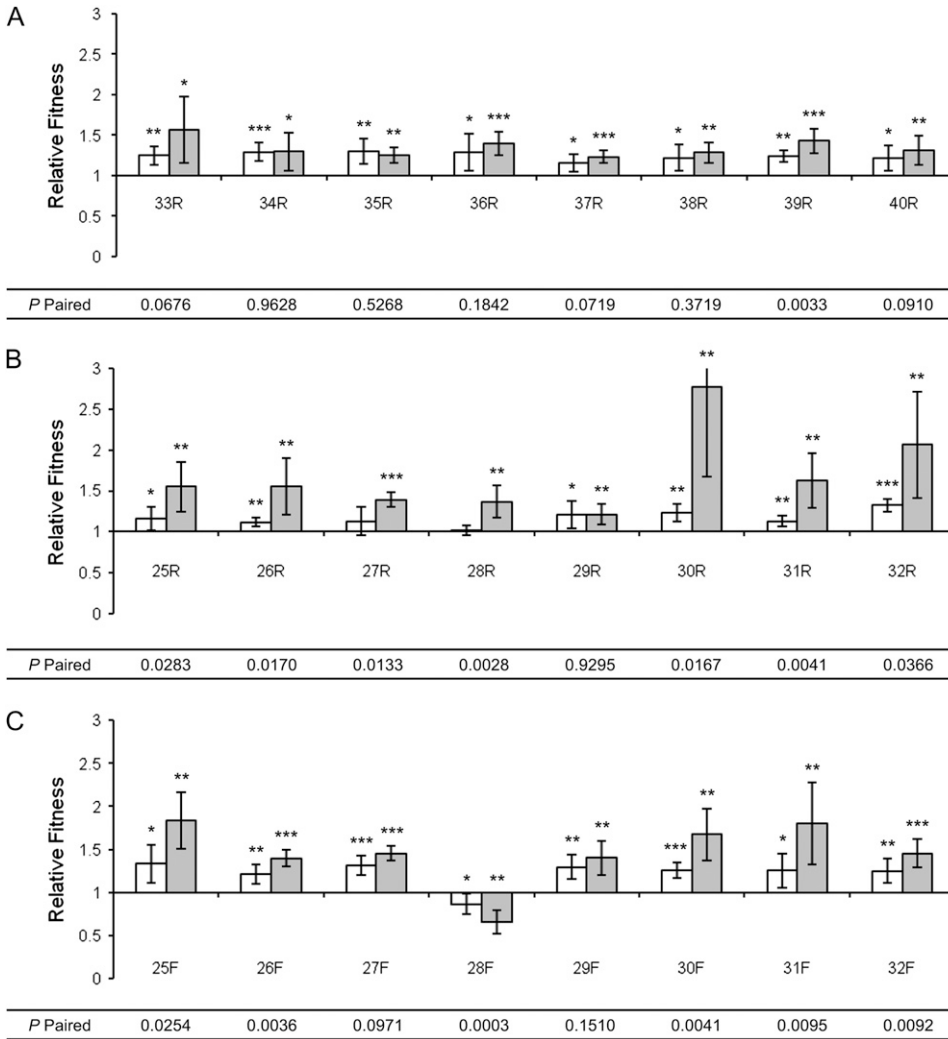 A
3
2.5
2
1.5
1
0.5
0
Relative Fitness
** * *** * ** ** * *** * *** * ** ** *** * **
33R 34R 35R 36R 37R 38R 39R 40R
P Paired 0.0676 0.9628 0.5268 0.1842 0.0719 0.3719 0.0033 0.0910
B
3
2.5
2
1.5
1
0.5
0
Relative Fitness
* ** ** ** *** ** * ** ** ** ** ** *** **
25R 26R 27R 28R 29R 30R 31R 32R
P Paired 0.0283 0.0170 0.0133 0.0028 0.9295 0.0167 0.0041 0.0366
C
3
2.5
2
1.5
1
0.5
0
Relative Fitness
* ** ** *** *** *** * ** ** ** *** ** * ** ** ***
25F 26F 27F 28F 29F 30F 31F 32F
P Paired 0.0254 0.0036 0.0971 0.0003 0.1510 0.0041 0.0095 0.0092